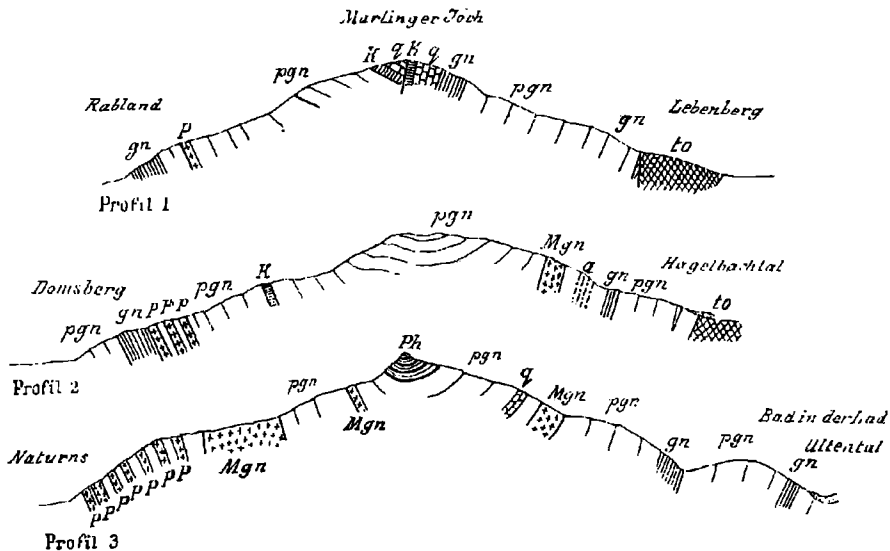 Marlinger Joch
K q K q gn
pgn pgn
Rabland Lebenberg
gn P gn to
Profil 1
pgn
K Mgn a Hagelbachtal
Domsberg pgn gn pgn to
pgn gn P P P
Profil 2
Ph
pgn pgn q Mgn
Mgn pgn Bad in der Lad
Naturns Mgn gn pgn Ultental
gn
P P P P P P P
Profil 3